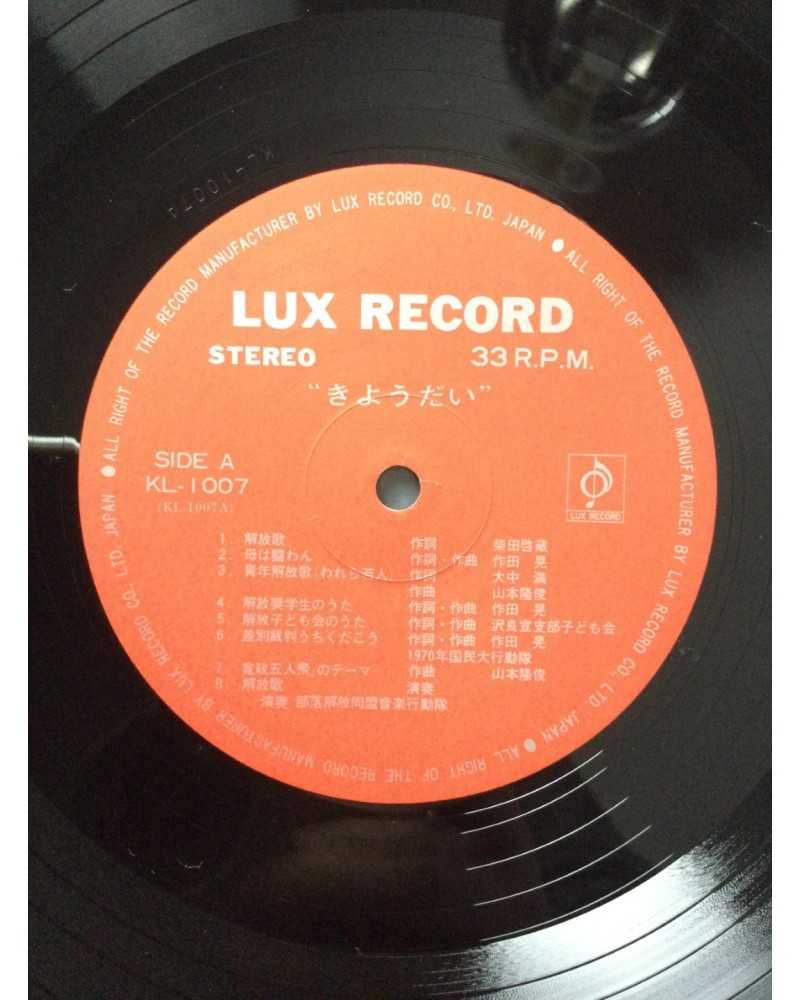 KL-1007A
● ALL RIGHT OF THE RECORD MANUFACTURER BY LUX RECORD CO., LTD. JAPAN ● ALL RIGHT OF THE RECORD MANUFACTURER BY LUX RECORD CO., LTD. JAPAN ● ALL RIGHT OF THE RECORD MANUFACTURER BY LUX RECORD CO., LTD. JAPAN
LUX RECORD
STEREO 33 R.P.M.
“きようだい”
SIDE A
KL-1007
(KL-1007A)
LUX RECORD
1. 解放歌 作詞 柴田啓蔵
2. 母は闘わん 作詞・作曲 作田 晃
3. 青年解放歌(われら百人 作詞 大中 満
作曲 山本隆俊
4. 解放奨学生のうた 作詞・作曲 作田 晃
5. 解放子ども会のうた 作詞・作曲 沢良宜支部子ども会
6. 差別裁判うちくだこう 作詞・作曲 作田 晃
1970年国民大行動隊
7. 五人衆」のテーマ 作曲 山本隆俊
8. 解放歌 演奏
演奏 部落解放同盟音楽行動隊